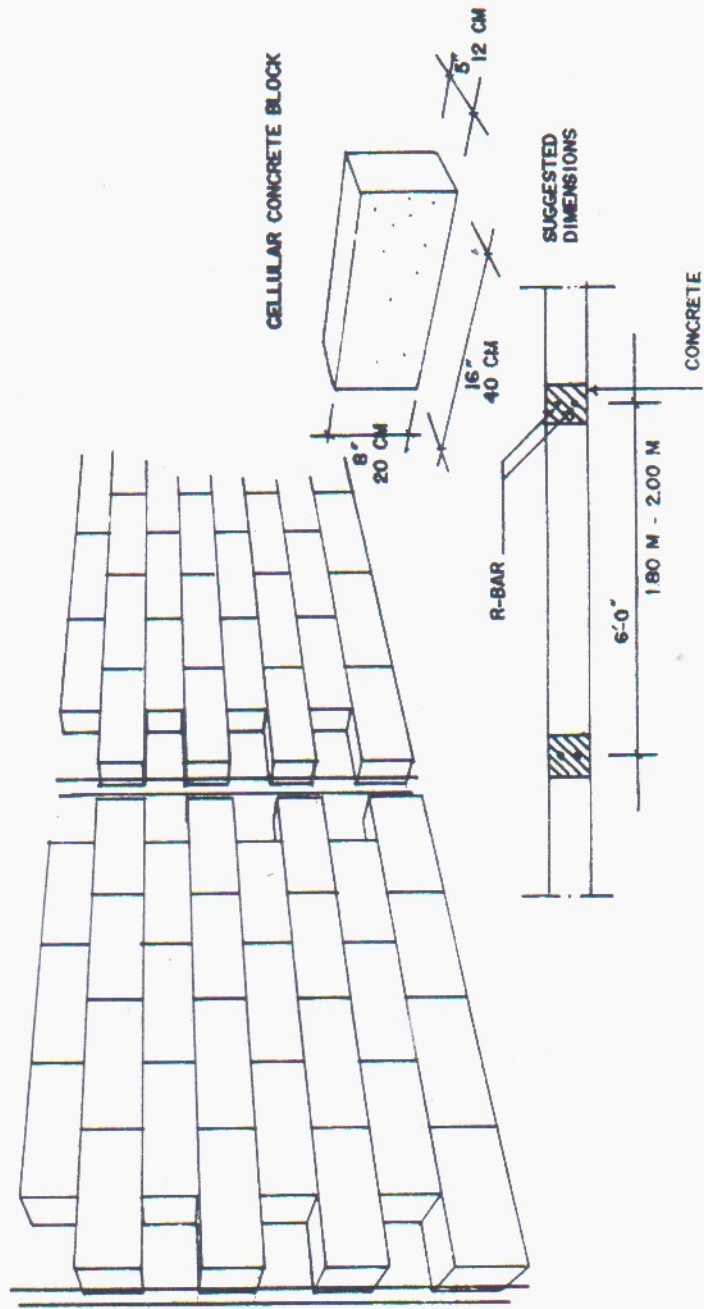 CELLULAR CONCRETE BLOCK
8"
20 CM
16"
40 CM
5"
12 CM
SUGGESTED
DIMENSIONS
R-BAR
6'-0"
1.80 M - 2.00 M
CONCRETE